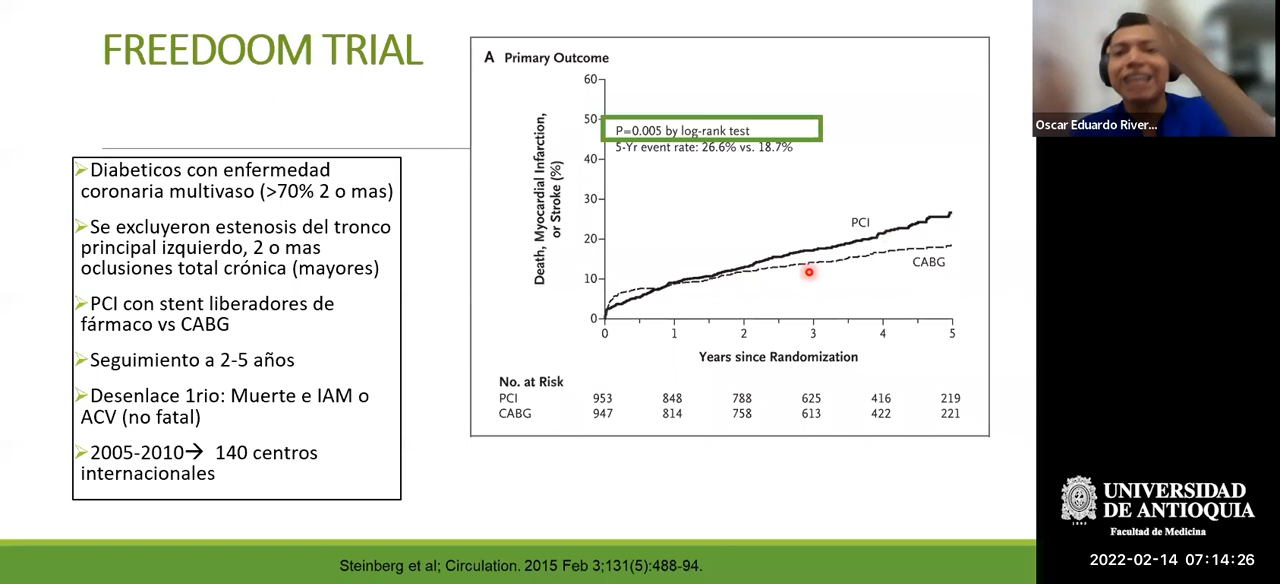 FREEDOOM TRIAL
➢Diabeticos con enfermedad
coronaria multivaso (>70% 2 o mas)
➢Se excluyeron estenosis del tronco
principal izquierdo, 2 o mas
oclusiones total crónica (mayores)
➢PCI con stent liberadores de
fármaco vs CABG
➢Seguimiento a 2-5 años
➢Desenlace 1rio: Muerte e IAM o
ACV (no fatal)
➢2005-2010→ 140 centros
internacionales
A Primary Outcome
Death, Myocardial Infarction,
or Stroke (%)
60
50
40
30
20
10
0
P=0.005 by log-rank test
5-Yr event rate: 26.6% vs. 18.7%
PCI
CABG
0 1 2 3 4 5
Years since Randomization
No. at Risk
PCI 953 848 788 625 416 219
CABG 947 814 758 613 422 221
Steinberg et al; Circulation. 2015 Feb 3;131(5):488-94.
Oscar Eduardo River...
1803
UNIVERSIDAD
DE ANTIOQUIA
Facultad de Medicina
2022-02-14 07:14:26